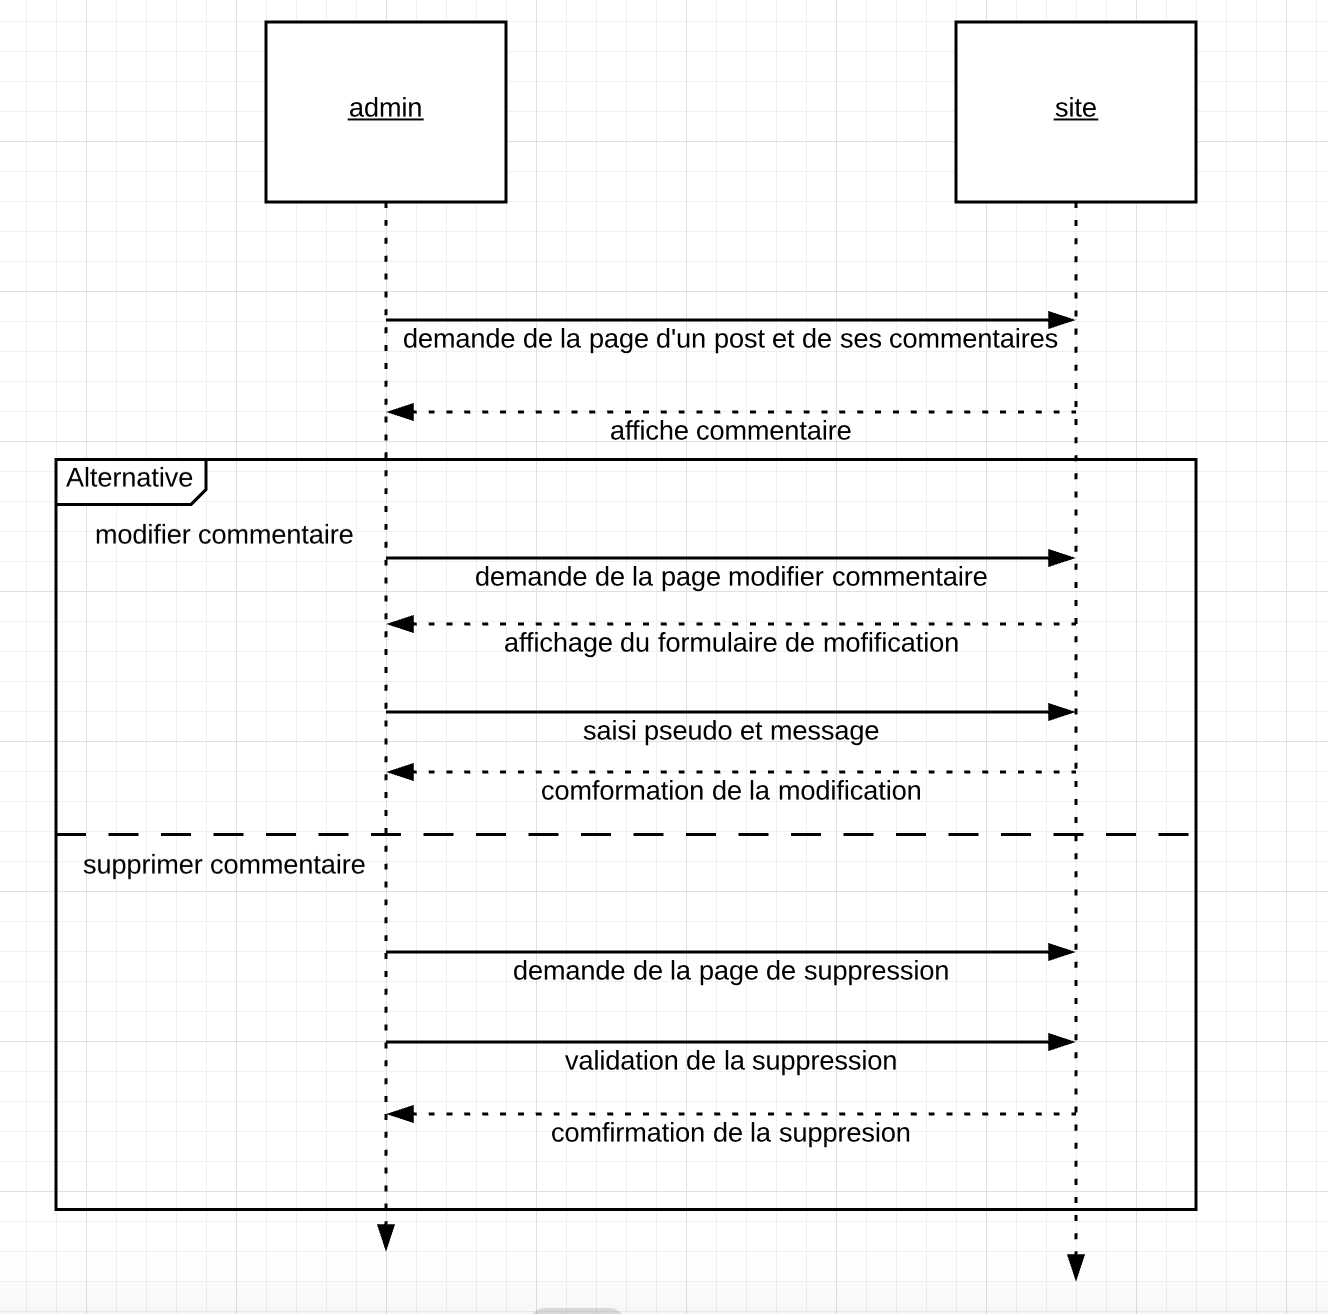 admin
site
demande de la page d'un post et de ses commentaires
affiche commentaire
Alternative
modifier commentaire
demande de la page modifier commentaire
affichage du formulaire de mofification
saisi pseudo et message
comformation de la modification
supprimer commentaire
demande de la page de suppression
validation de la suppression
comfirmation de la suppresion